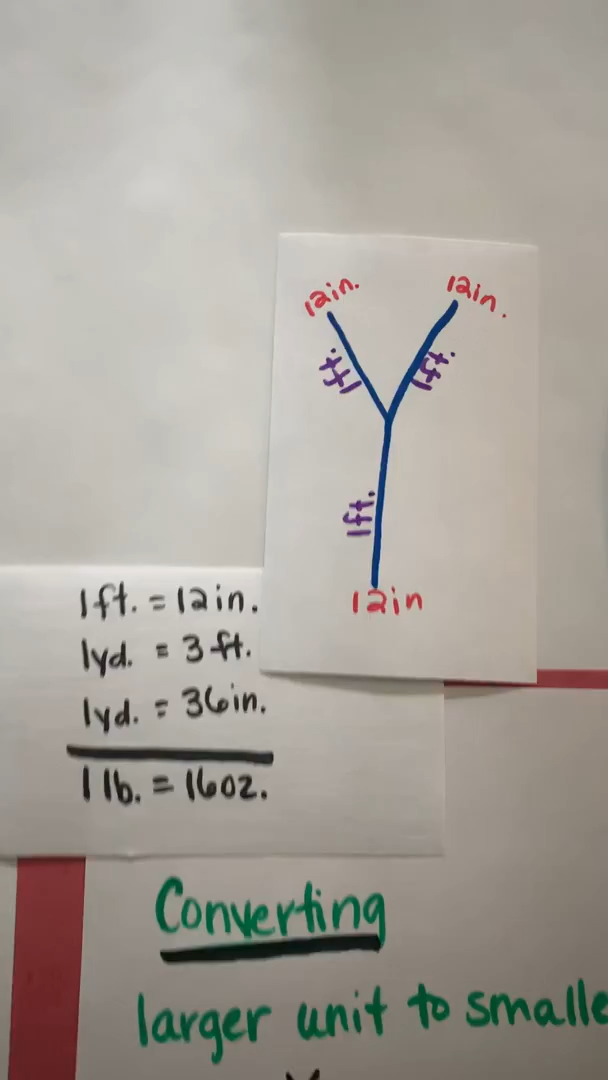 12in.
12in.
1ft.
1ft.
1ft.
12in
1ft. = 12in.
1yd. = 3 ft.
1yd. = 36in.
1 lb. = 16oz.
Converting
larger unit to smalle